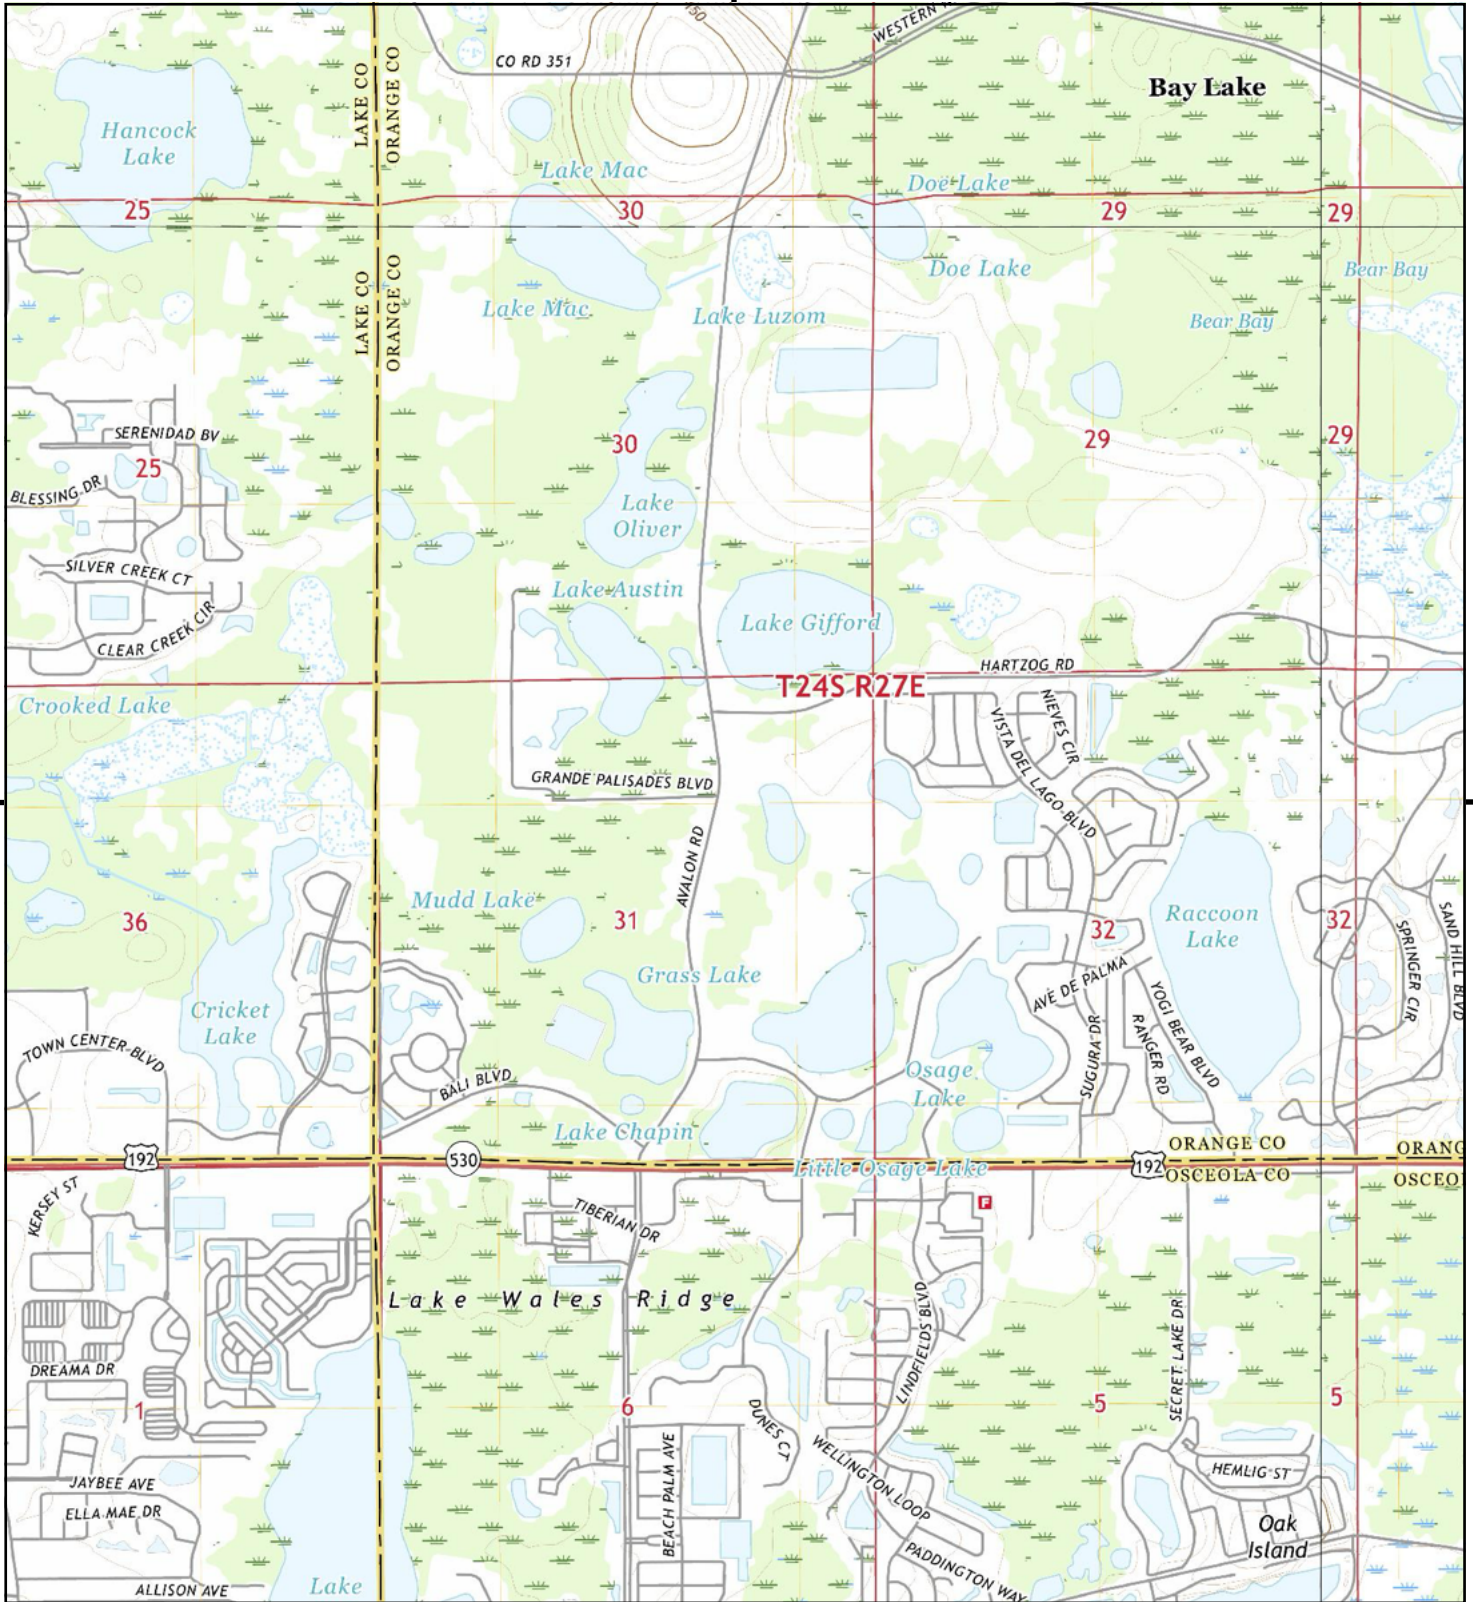 150
WESTERN
CO RD 351
Bay Lake
LAKE CO
ORANGE CO
Hancock
Lake
Lake Mac
Doe Lake
25
30
29
29
LAKE CO
ORANGE CO
Doe Lake
Bear Bay
Lake Mac
Lake Luzom
Bear Bay
SERENIDAD BV
30
29
29
25
BLESSING DR
Lake
Oliver
SILVER CREEK CT
Lake Austin
CLEAR CREEK CIR
Lake Gifford
HARTZOG RD
T24S R27E
Crooked Lake
NIEVES CIR
VISTA DEL LAGO BLVD
GRANDE PALISADES BLVD
AVALON RD
Mudd Lake
36
31
32
Raccoon
Lake
32
SPRINGER CIR
SAND HILL BLVD
Grass Lake
AVE DE PALMA
YOGI BEAR BLVD
RANGER RD
SUGURA DR
Cricket
Lake
TOWN CENTER BLVD
BALI BLVD
Osage
Lake
Lake Chapin
ORANGE CO
ORANG
192
530
Little Osage Lake
192
OSCEOLA CO
OSCEO
KERSEY ST
TIBERIAN DR
F
Lake Wales Ridge
LINDFIELDS BLVD
SECRET LAKE DR
DREAMA DR
1
6
5
5
DUNES CT
WELLINGTON LOOP
BEACH PALM AVE
JAYBEE AVE
HEMLIG ST
ELLA MAE DR
Oak
Island
PADDINGTON WAY
ALLISON AVE
Lake